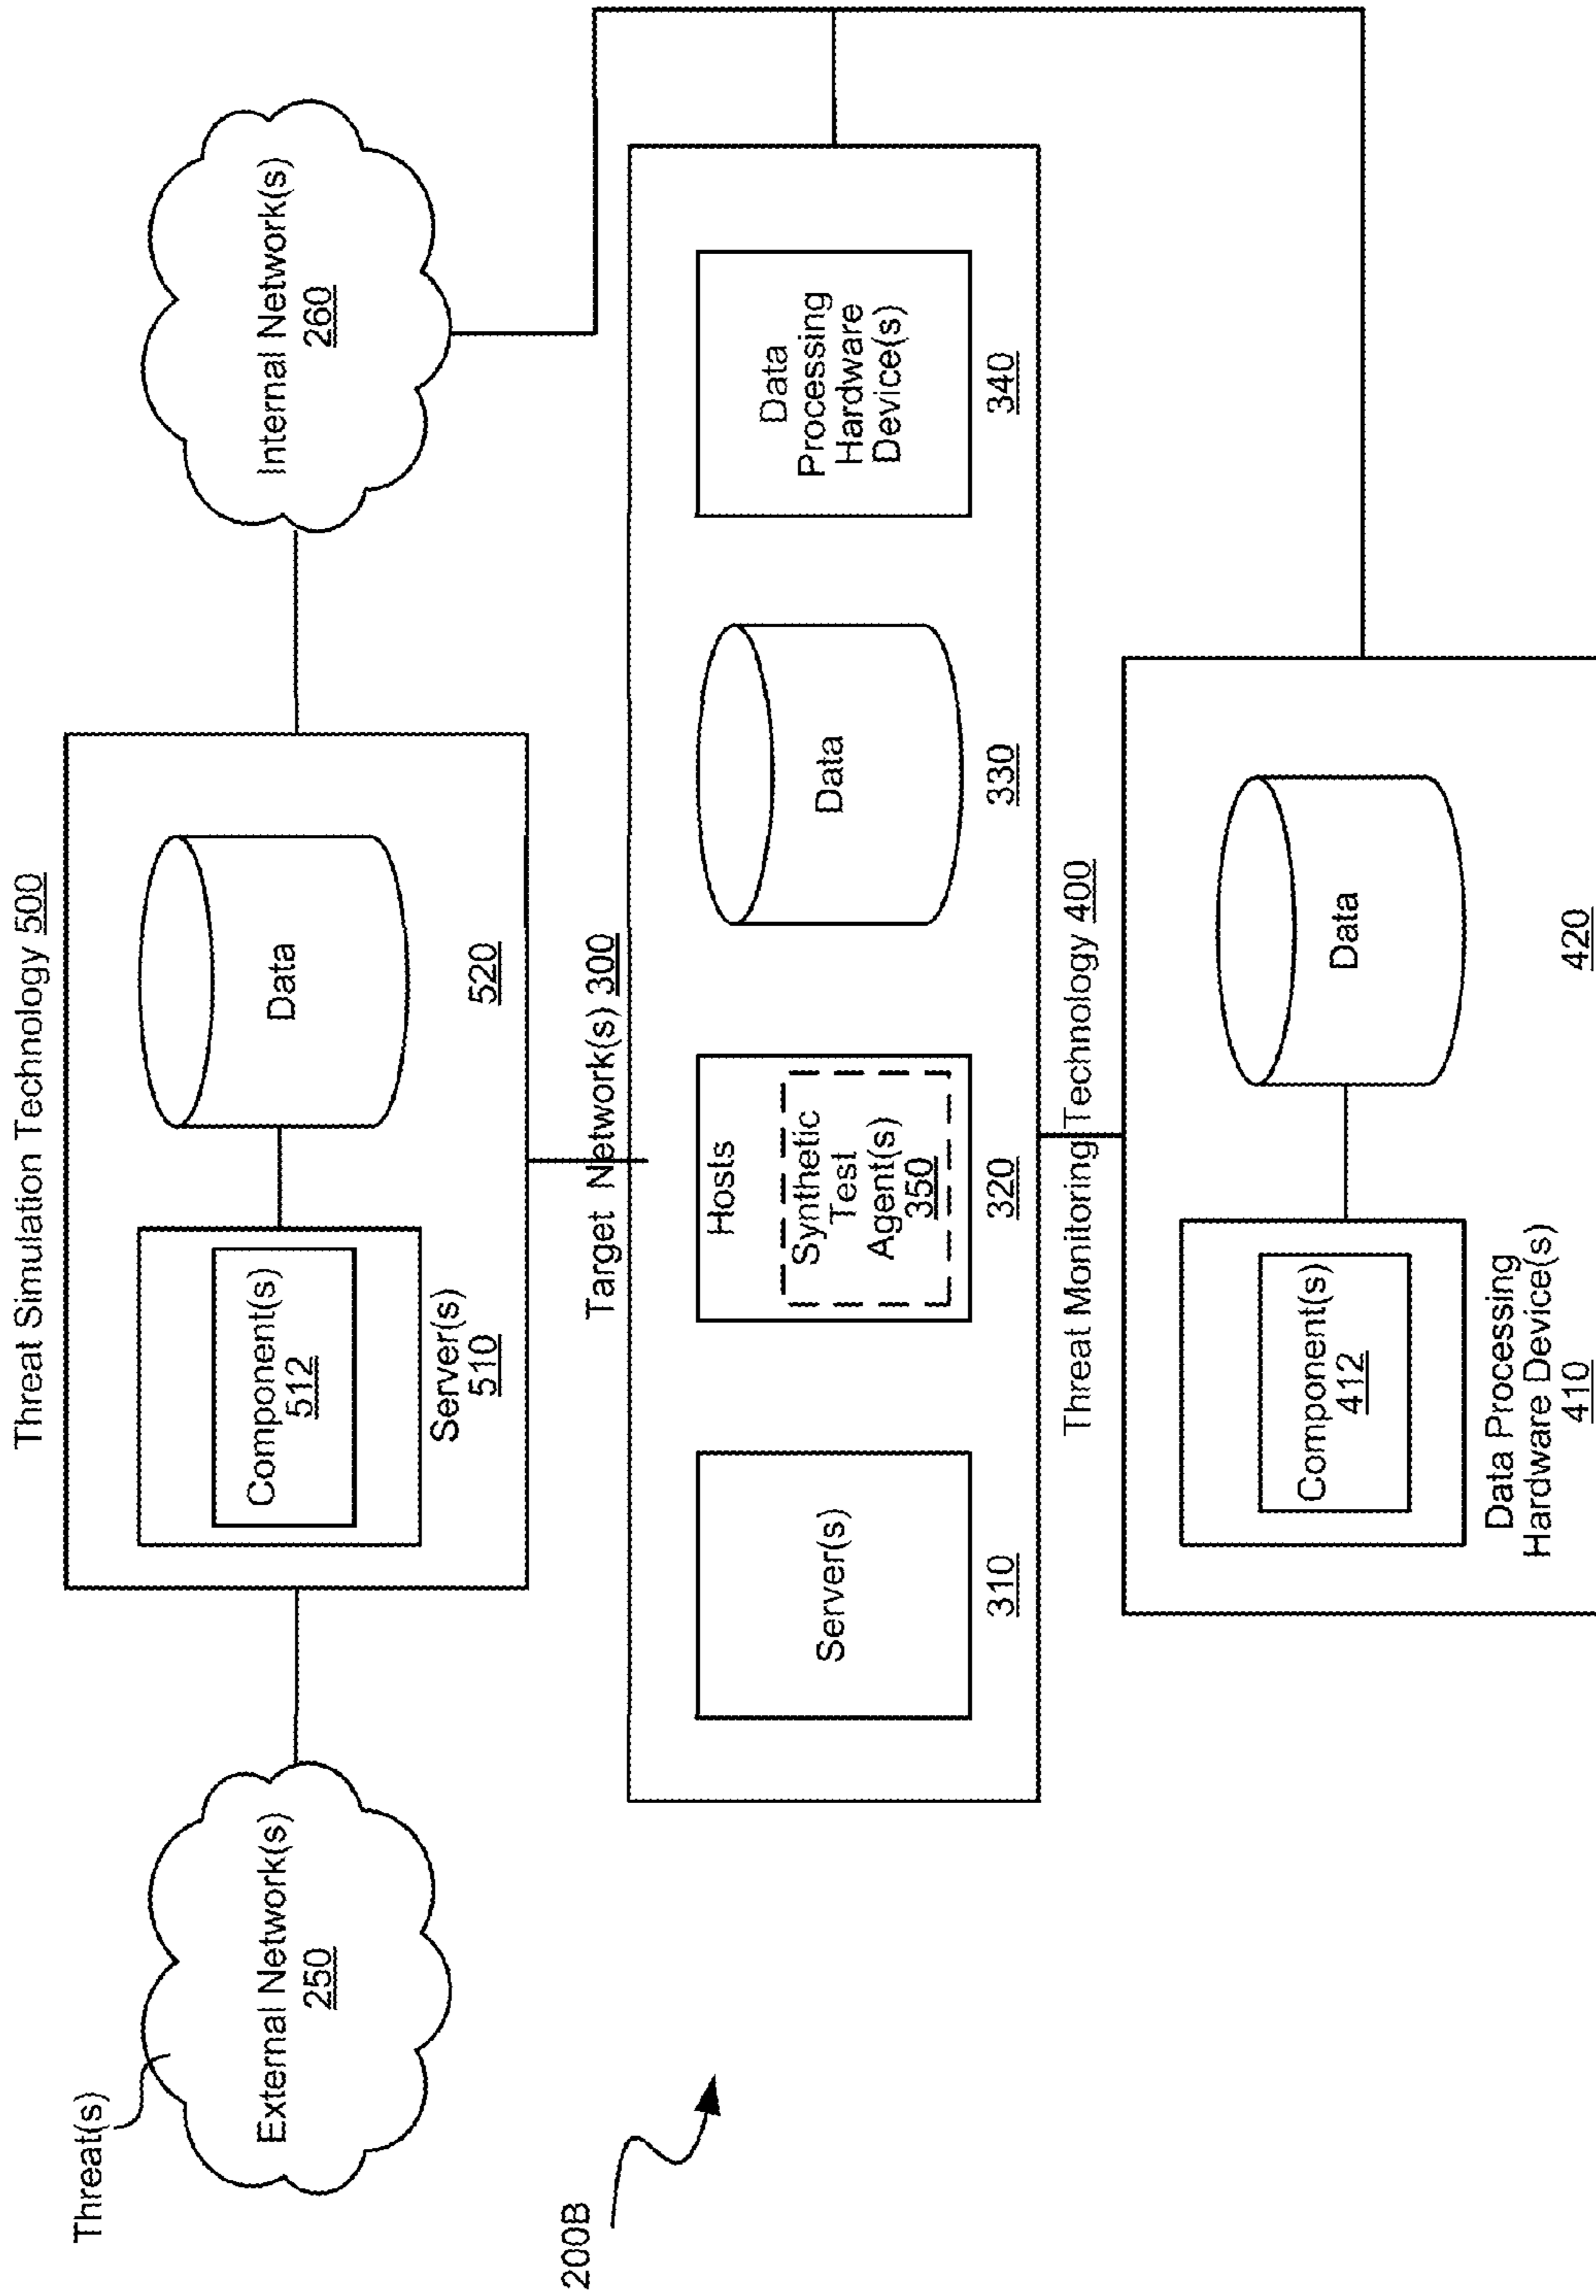 Threat Simulation Technology 500
Threat(s)
External Network(s)
250
Component(s)
512
Server(s)
510
Data
520
Internal Network(s)
260
200B
Target Network(s) 300
Server(s)
310
Hosts
Synthetic
Test
Agent(s)
350
320
Data
330
Data
Processing
Hardware
Device(s)
340
Threat Monitoring Technology 400
Component(s)
412
Data Processing
Hardware Device(s)
410
Data
420